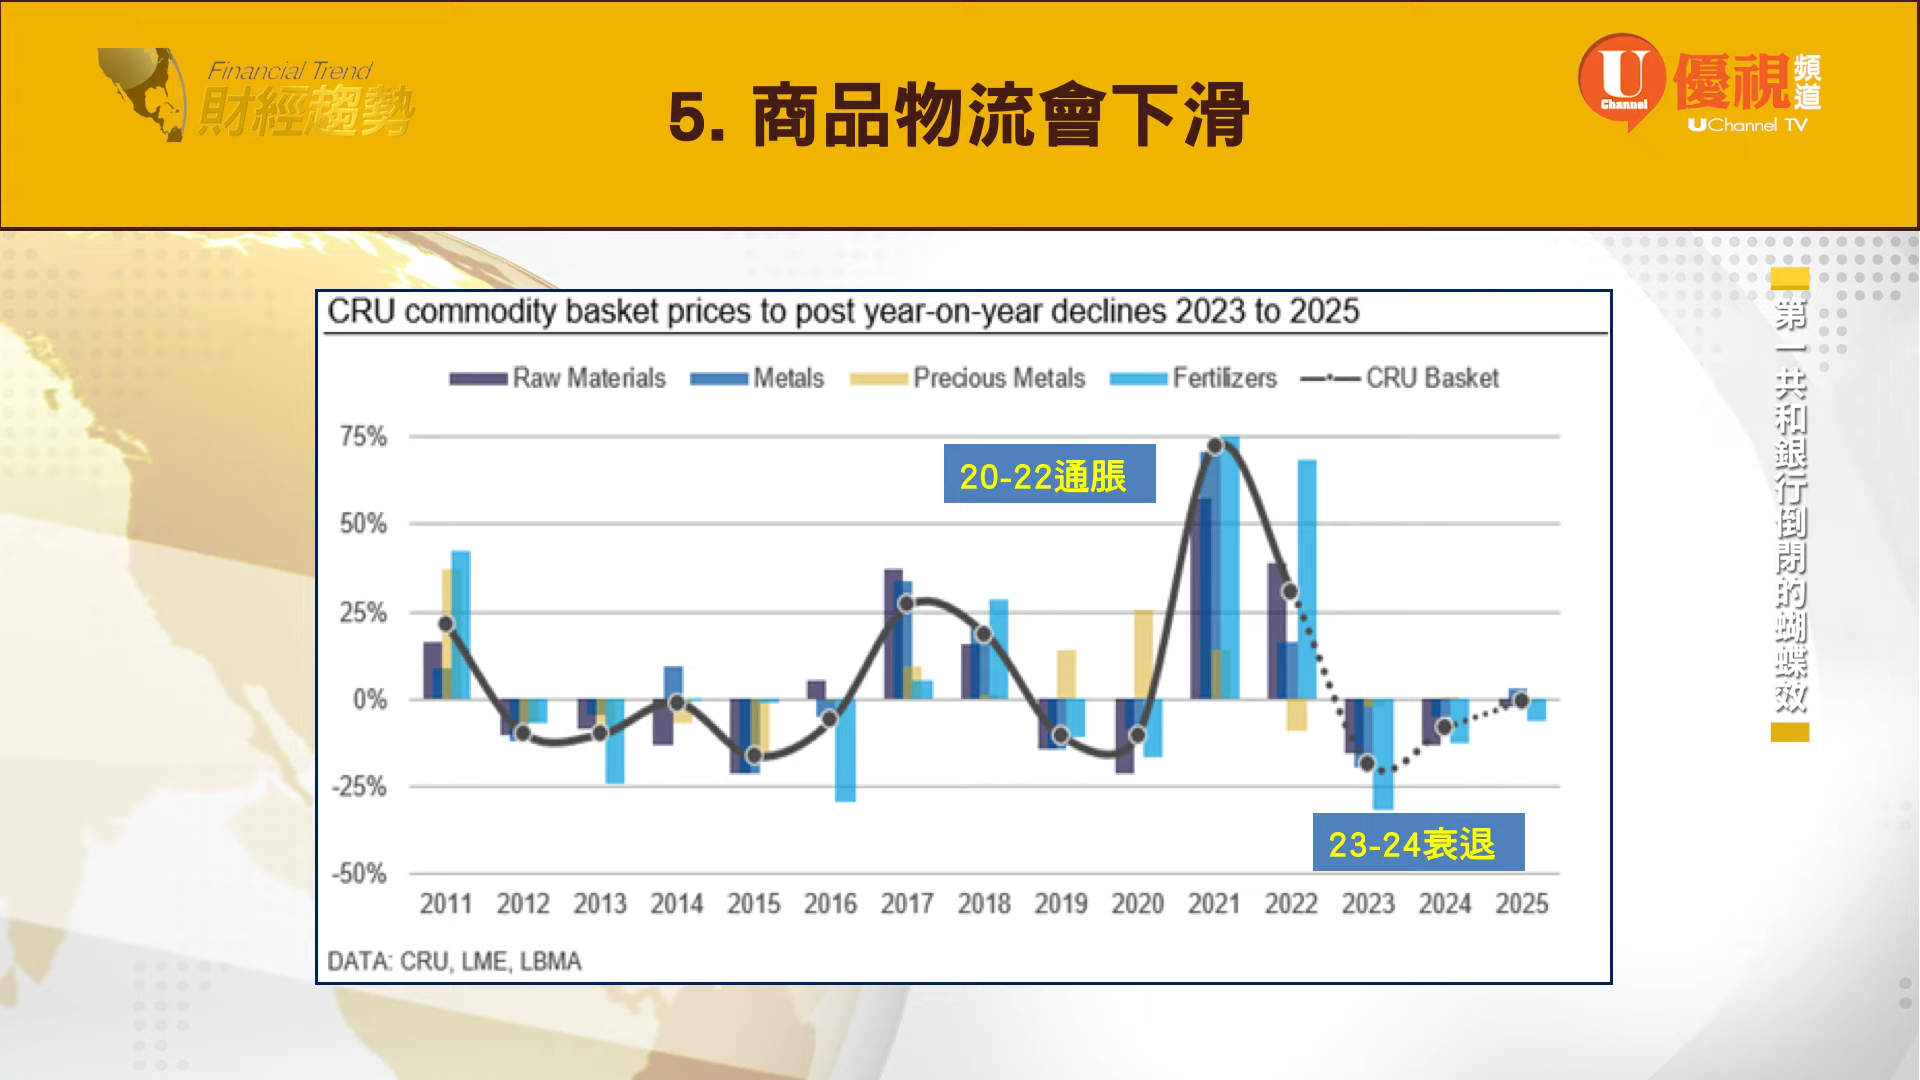 Financial Trend
財經趨勢
5. 商品物流會下滑
U
Channel
優視
頻道
UChannel TV
第一共和銀行倒閉的蝴蝶效
CRU commodity basket prices to post year-on-year declines 2023 to 2025
Raw Materials Metals Precious Metals Fertilizers CRU Basket
75%
20-22通脹
50%
25%
0%
-25%
23-24衰退
-50%
2011 2012 2013 2014 2015 2016 2017 2018 2019 2020 2021 2022 2023 2024 2025
DATA: CRU, LME, LBMA